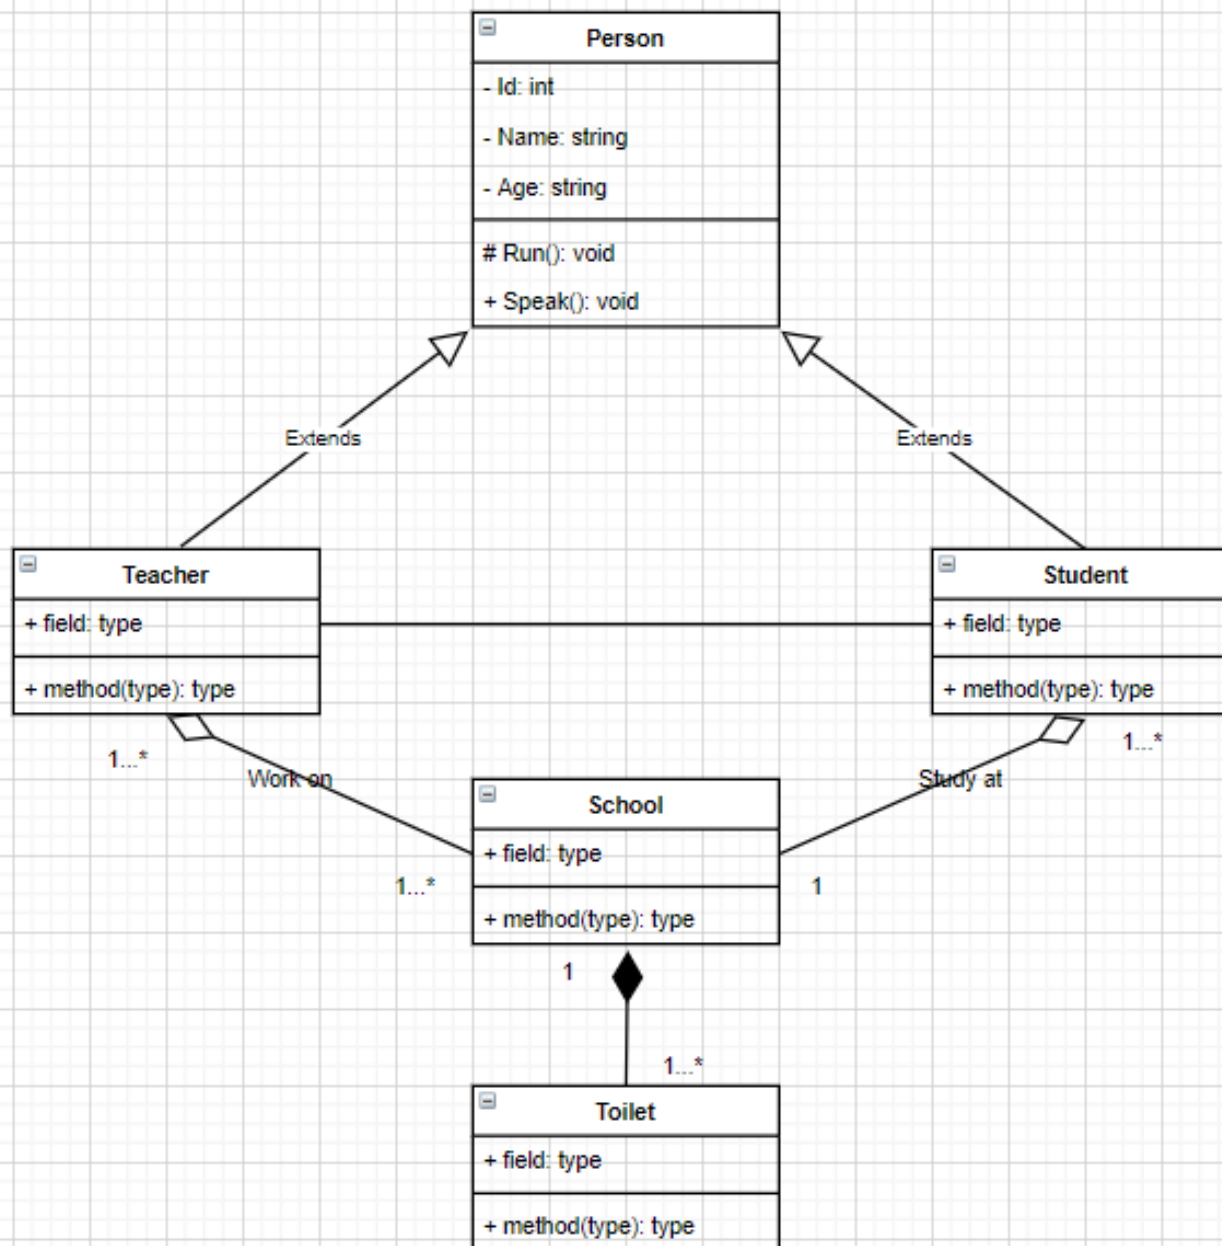 Person
- Id: int
- Name: string
- Age: string
# Run(): void
+ Speak(): void
Extends
Extends
Teacher
+ field: type
+ method(type): type
Student
+ field: type
+ method(type): type
1...*
Work on
1...*
Study at
1...*
1
School
+ field: type
+ method(type): type
1
1...*
Toilet
+ field: type
+ method(type): type